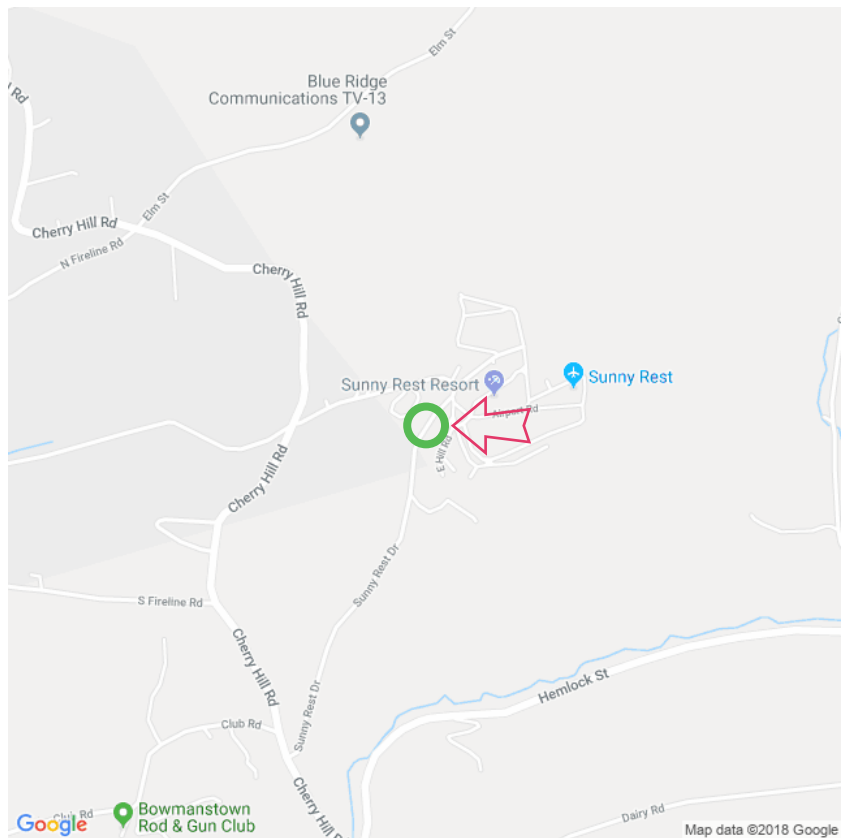 Elm St
Blue Ridge
Communications TV-13
Rd
Elm St
Cherry Hill Rd
N Fireline Rd
Cherry Hill Rd
Sunny Rest Resort
Sunny Rest
Airport Rd
E Hill Rd
Cherry Hill Rd
Sunny Rest Dr
S Fireline Rd
Cherry Hill Rd
Hemlock St
Club Rd
Sunny Rest Dr
Cherry Hill Rd
Club Rd
Bowmanstown
Rod & Gun Club
Dairy Rd
Google
Map data ©2018 Google